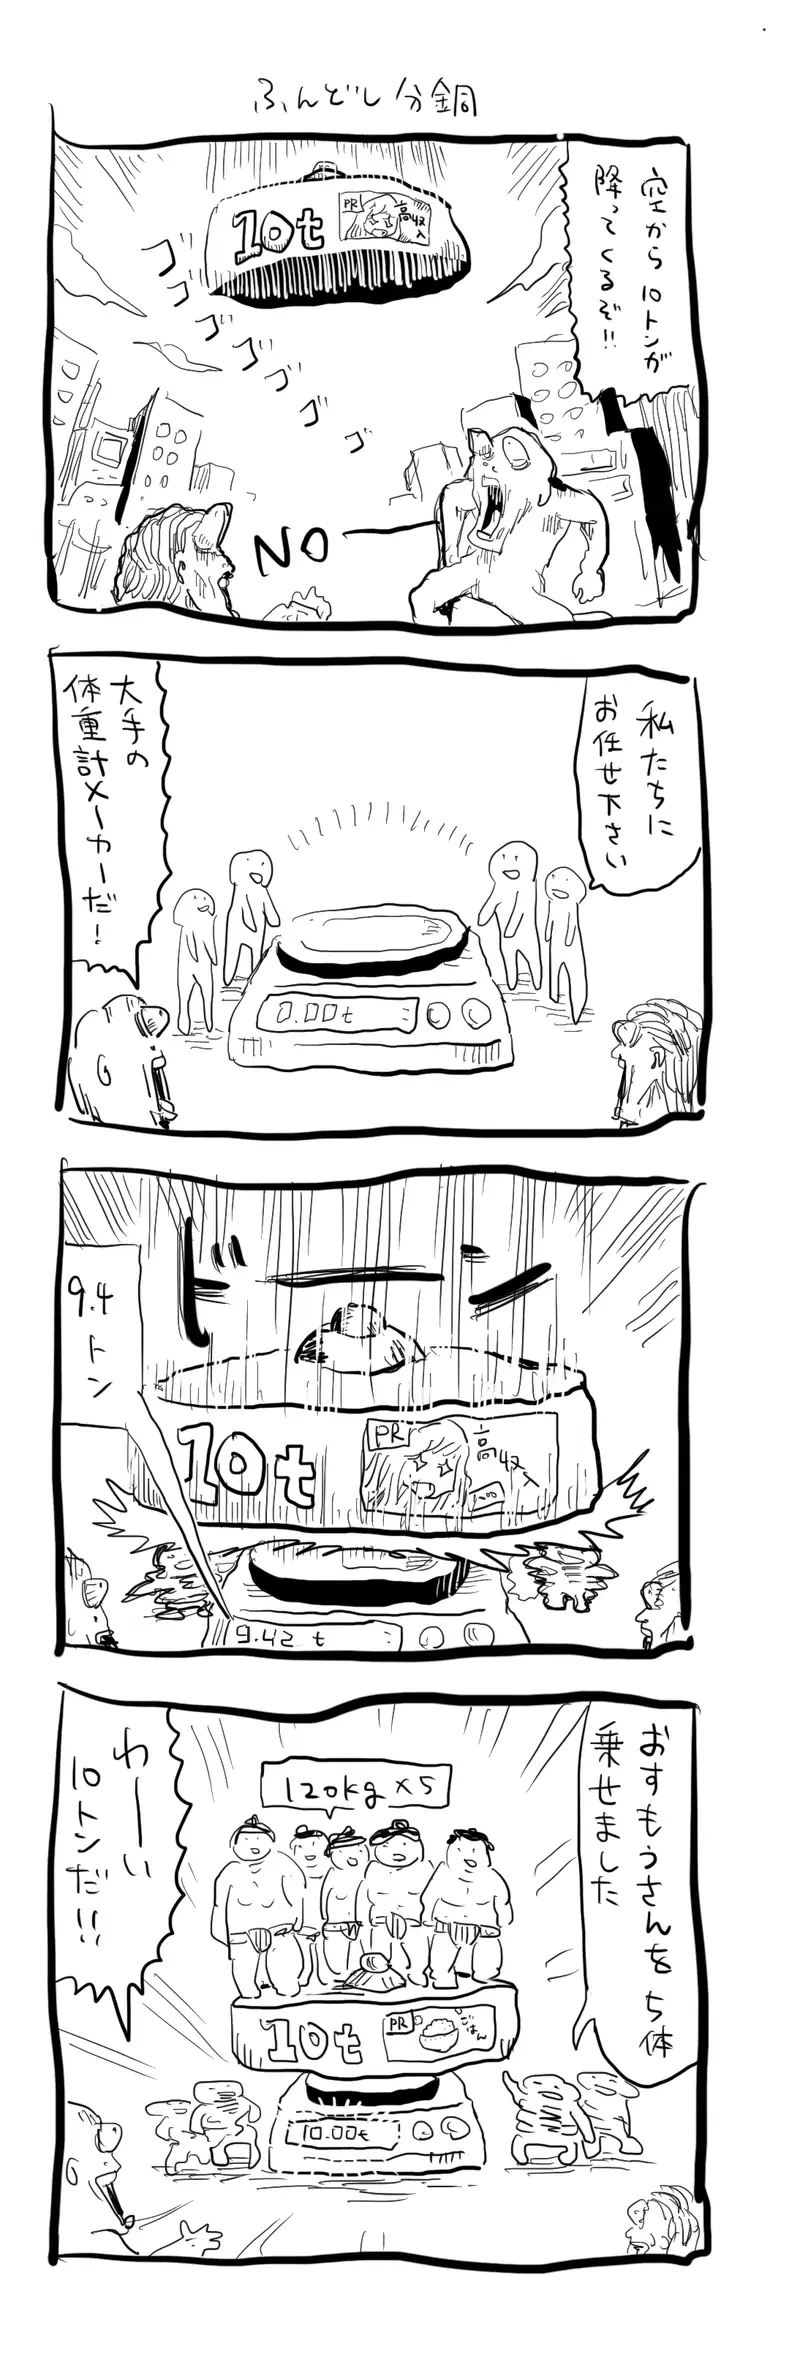 ふんどし分銅
空から10トンが
降ってくるぞ!!
10t
PR
高収入
ゴゴゴゴゴゴゴ
NO
私たちに
お任せ下さい
大手の
体重計メーカーだ!
0.00t
ドーン
9.4トン
10t
PR
高収入
9.42 t
おすもうさんを5体
乗せました
120kg×5
わーい
10トンだ!!
10t
PR
ごはん
10.00t